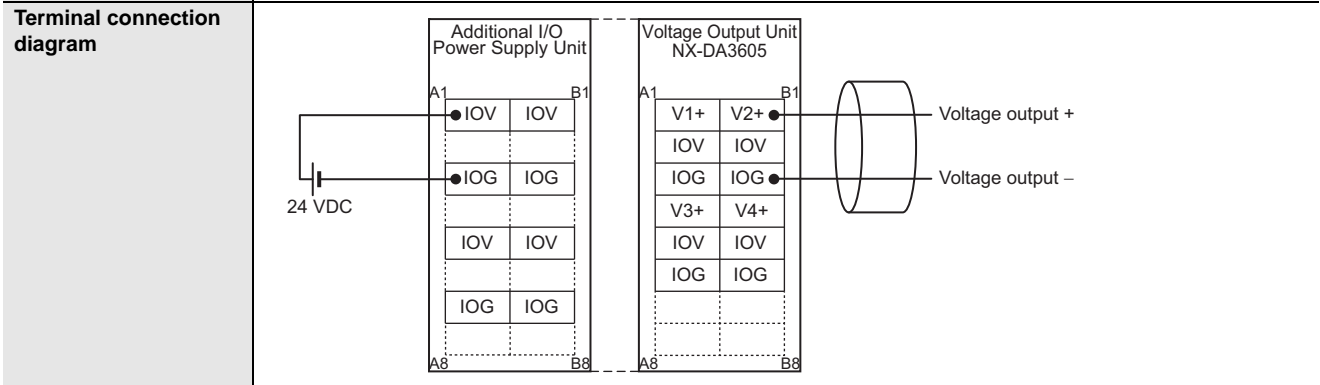 Terminal connection
diagram
Additional I/O
Power Supply Unit
A1 B1
IOV IOV
IOG IOG
IOV IOV
IOG IOG
A8 B8
24 VDC
Voltage Output Unit
NX-DA3605
A1 B1
V1+ V2+
IOV IOV
IOG IOG
V3+ V4+
IOV IOV
IOG IOG
A8 B8
Voltage output +
Voltage output −